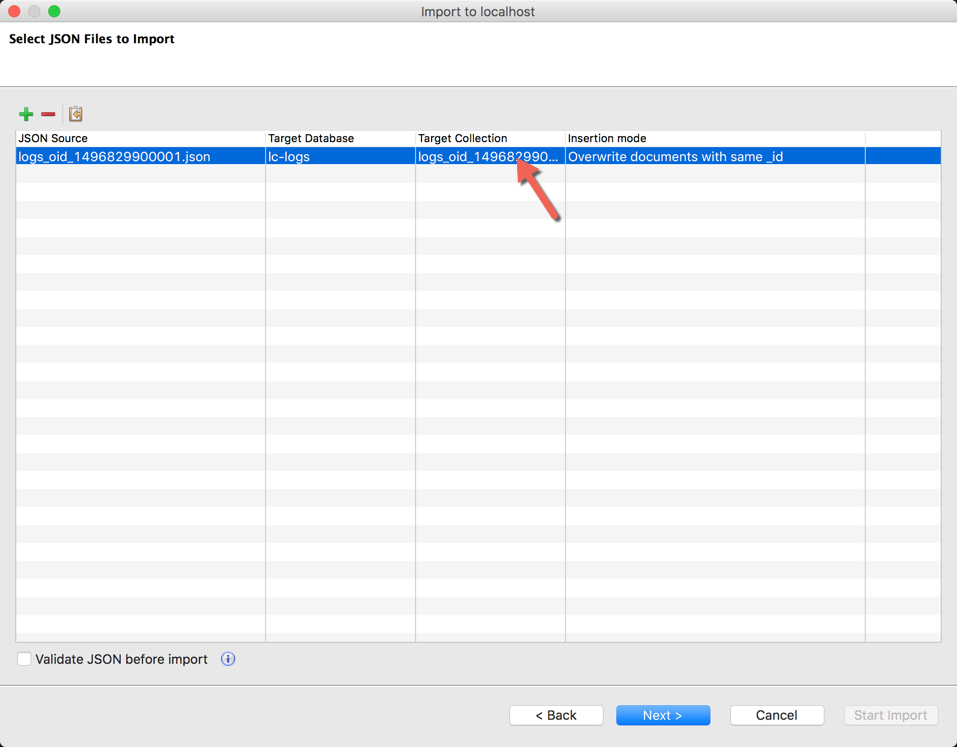 Import to localhost
Select JSON Files to Import
JSON Source Target Database Target Collection Insertion mode
logs_oid_1496829900001.json lc-logs logs_oid_149682990... Overwrite documents with same _id
Validate JSON before import
< Back Next > Cancel Start Import